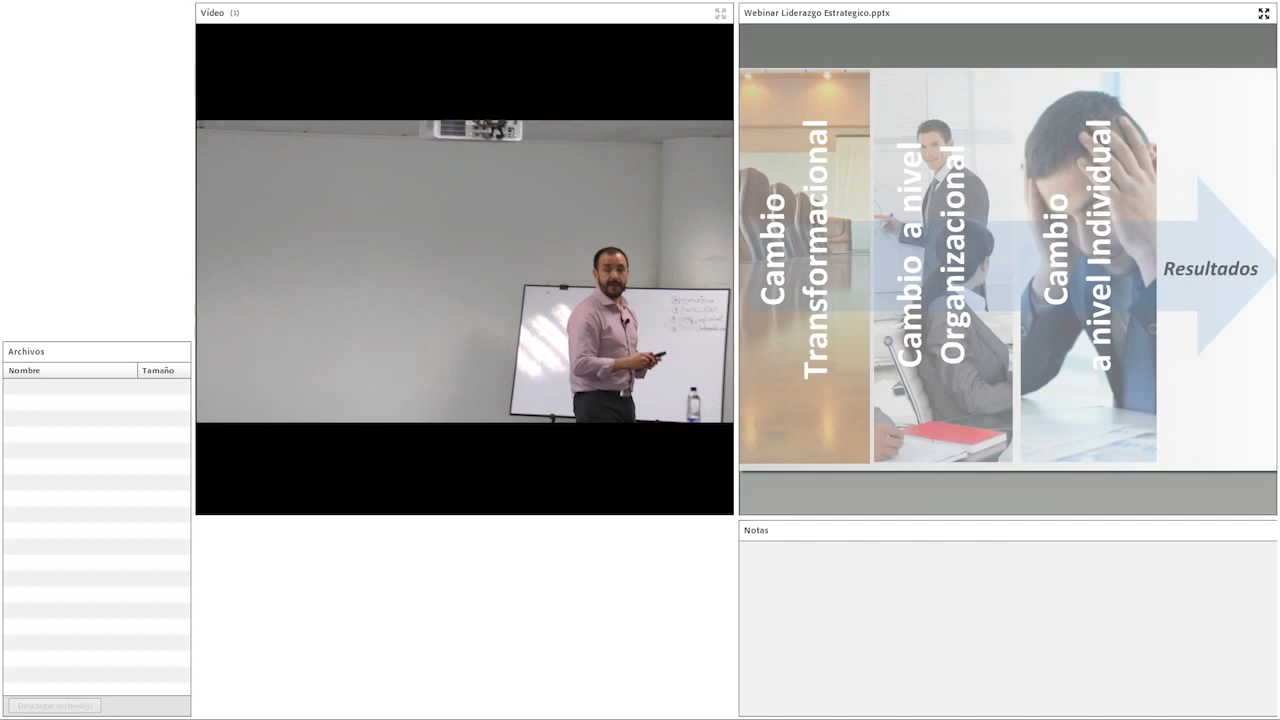 Vídeo (1)
Webinar Liderazgo Estrategico.pptx
Cambio
Transformacional
Cambio a nivel
Organizacional
Cambio
a nivel Individual
Resultados
Archivos
Nombre
Tamaño
Descargar archivo(s)
Notas